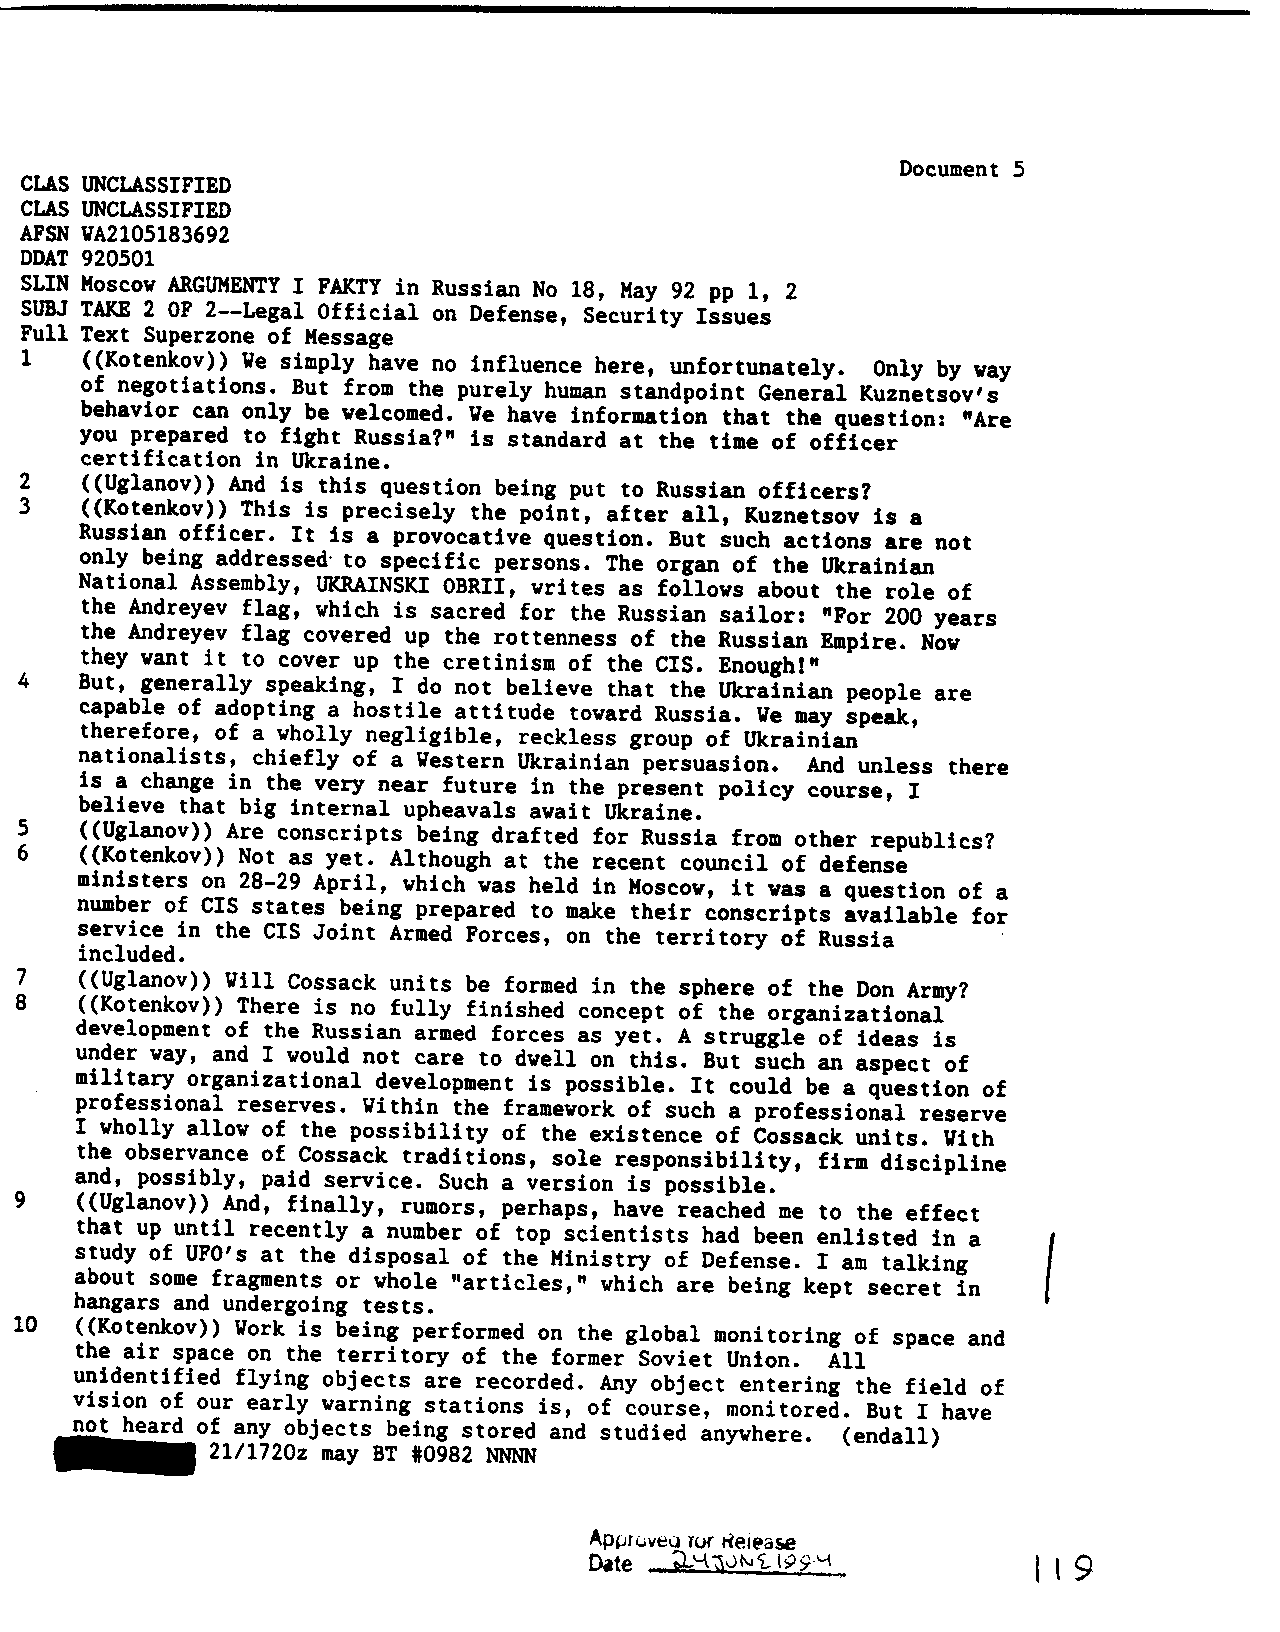 Document 5
CLAS UNCLASSIFIED
CLAS UNCLASSIFIED
AFSN WA2105183692
DDAT 920501
SLIN Moscow ARGUMENTY I FAKTY in Russian No 18, May 92 pp 1, 2
SUBJ TAKE 2 OF 2--Legal Official on Defense, Security Issues
Full Text Superzone of Message
1 ((Kotenkov)) We simply have no influence here, unfortunately. Only by way
of negotiations. But from the purely human standpoint General Kuznetsov's
behavior can only be welcomed. We have information that the question: "Are
you prepared to fight Russia?" is standard at the time of officer
certification in Ukraine.
2 ((Uglanov)) And is this question being put to Russian officers?
3 ((Kotenkov)) This is precisely the point, after all, Kuznetsov is a
Russian officer. It is a provocative question. But such actions are not
only being addressed to specific persons. The organ of the Ukrainian
National Assembly, UKRAINSKI OBRII, writes as follows about the role of
the Andreyev flag, which is sacred for the Russian sailor: "For 200 years
the Andreyev flag covered up the rottenness of the Russian Empire. Now
they want it to cover up the cretinism of the CIS. Enough!"
4 But, generally speaking, I do not believe that the Ukrainian people are
capable of adopting a hostile attitude toward Russia. We may speak,
therefore, of a wholly negligible, reckless group of Ukrainian
nationalists, chiefly of a Western Ukrainian persuasion. And unless there
is a change in the very near future in the present policy course, I
believe that big internal upheavals await Ukraine.
5 ((Uglanov)) Are conscripts being drafted for Russia from other republics?
6 ((Kotenkov)) Not as yet. Although at the recent council of defense
ministers on 28-29 April, which was held in Moscow, it was a question of a
number of CIS states being prepared to make their conscripts available for
service in the CIS Joint Armed Forces, on the territory of Russia
included.
7 ((Uglanov)) Will Cossack units be formed in the sphere of the Don Army?
8 ((Kotenkov)) There is no fully finished concept of the organizational
development of the Russian armed forces as yet. A struggle of ideas is
under way, and I would not care to dwell on this. But such an aspect of
military organizational development is possible. It could be a question of
professional reserves. Within the framework of such a professional reserve
I wholly allow of the possibility of the existence of Cossack units. With
the observance of Cossack traditions, sole responsibility, firm discipline
and, possibly, paid service. Such a version is possible.
9 ((Uglanov)) And, finally, rumors, perhaps, have reached me to the effect
that up until recently a number of top scientists had been enlisted in a
study of UFO's at the disposal of the Ministry of Defense. I am talking
about some fragments or whole "articles," which are being kept secret in
hangars and undergoing tests.
10 ((Kotenkov)) Work is being performed on the global monitoring of space and
the air space on the territory of the former Soviet Union. All
unidentified flying objects are recorded. Any object entering the field of
vision of our early warning stations is, of course, monitored. But I have
not heard of any objects being stored and studied anywhere. (endall)
21/1720z may BT #0982 NNNN
Approved for Release
Date 24 JUNE 1994
119